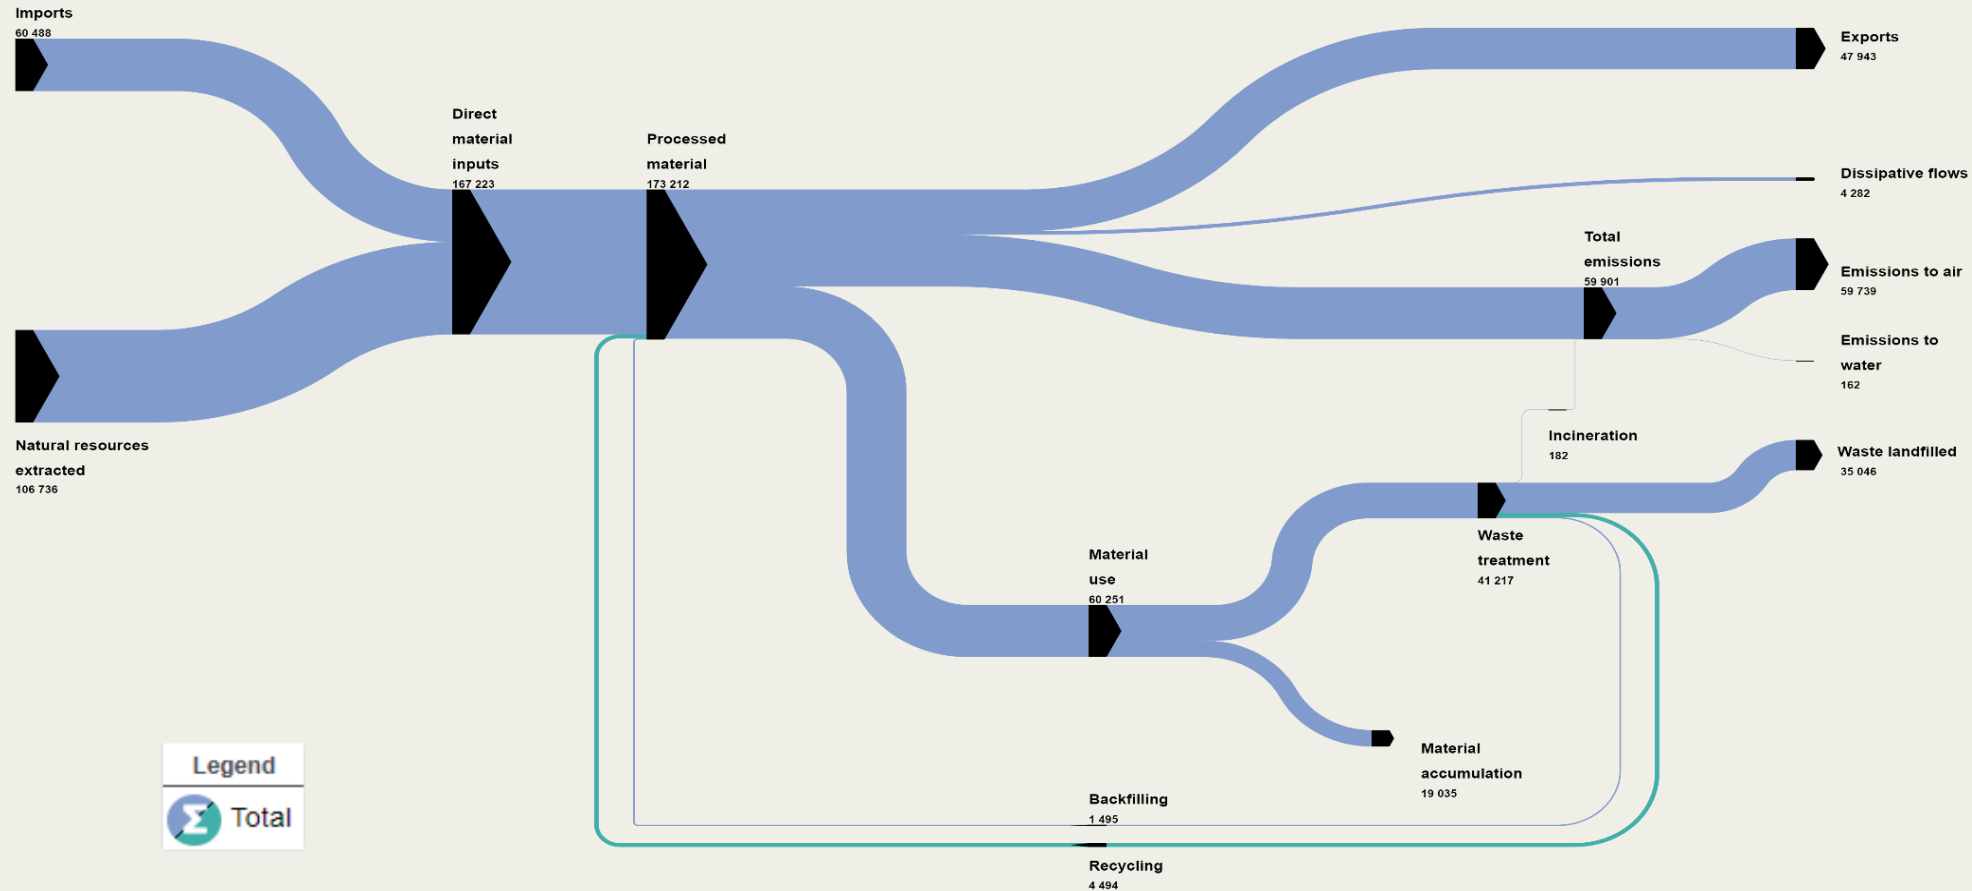 Imports
60 488
Exports
47 943
Direct
material
inputs
167 223
Processed
material
173 212
Dissipative flows
4 282
Total
emissions
59 901
Emissions to air
59 739
Emissions to
water
162
Natural resources
extracted
106 736
Incineration
182
Waste landfilled
35 046
Waste
treatment
41 217
Material
use
60 251
Material
accumulation
19 035
Backfilling
1 495
Recycling
4 494
Legend
Σ Total